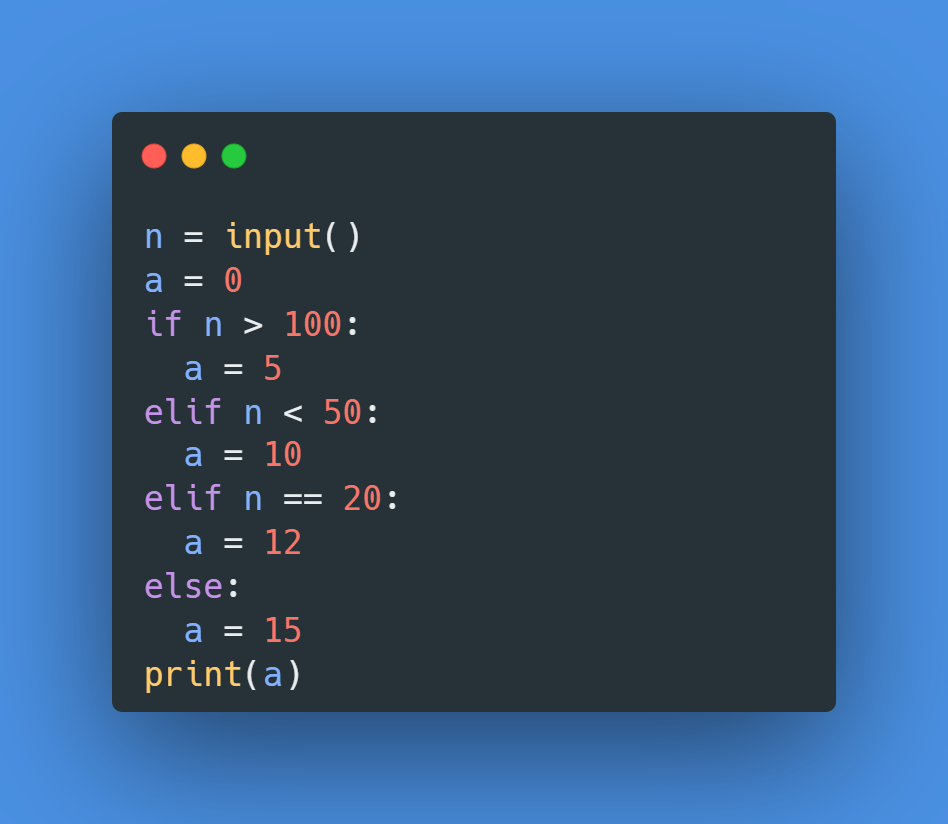 n = input()
a = 0
if n > 100:
  a = 5
elif n < 50:
  a = 10
elif n == 20:
  a = 12
else:
  a = 15
print(a)